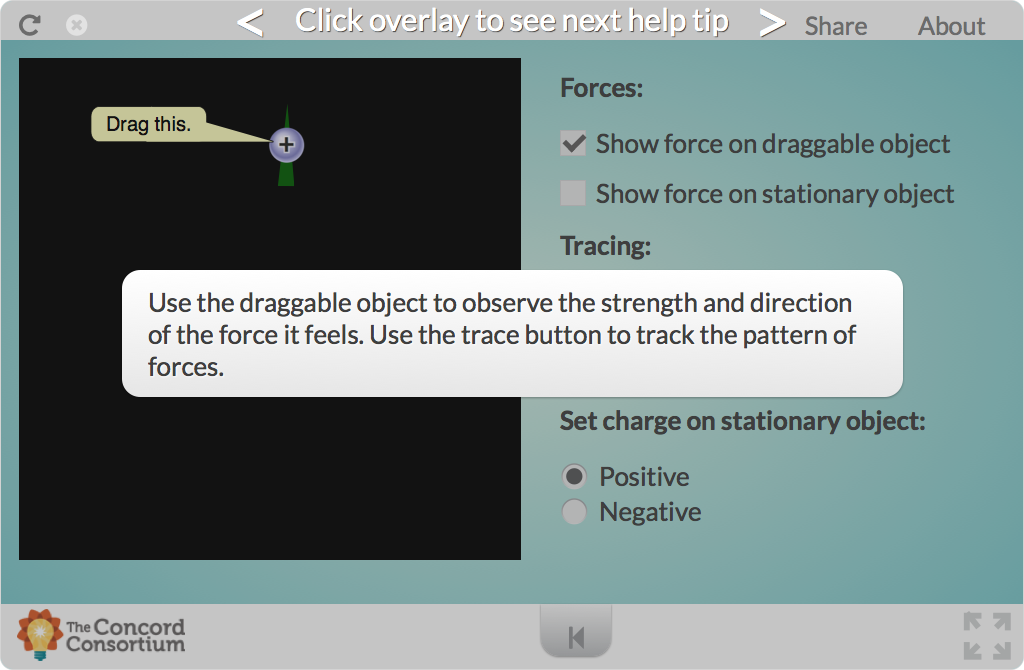 Click overlay to see next help tip
Share
About
Drag this.
Forces:
Show force on draggable object
Show force on stationary object
Tracing:
Use the draggable object to observe the strength and direction
of the force it feels. Use the trace button to track the pattern of
forces.
Set charge on stationary object:
Positive
Negative
The Concord
Consortium